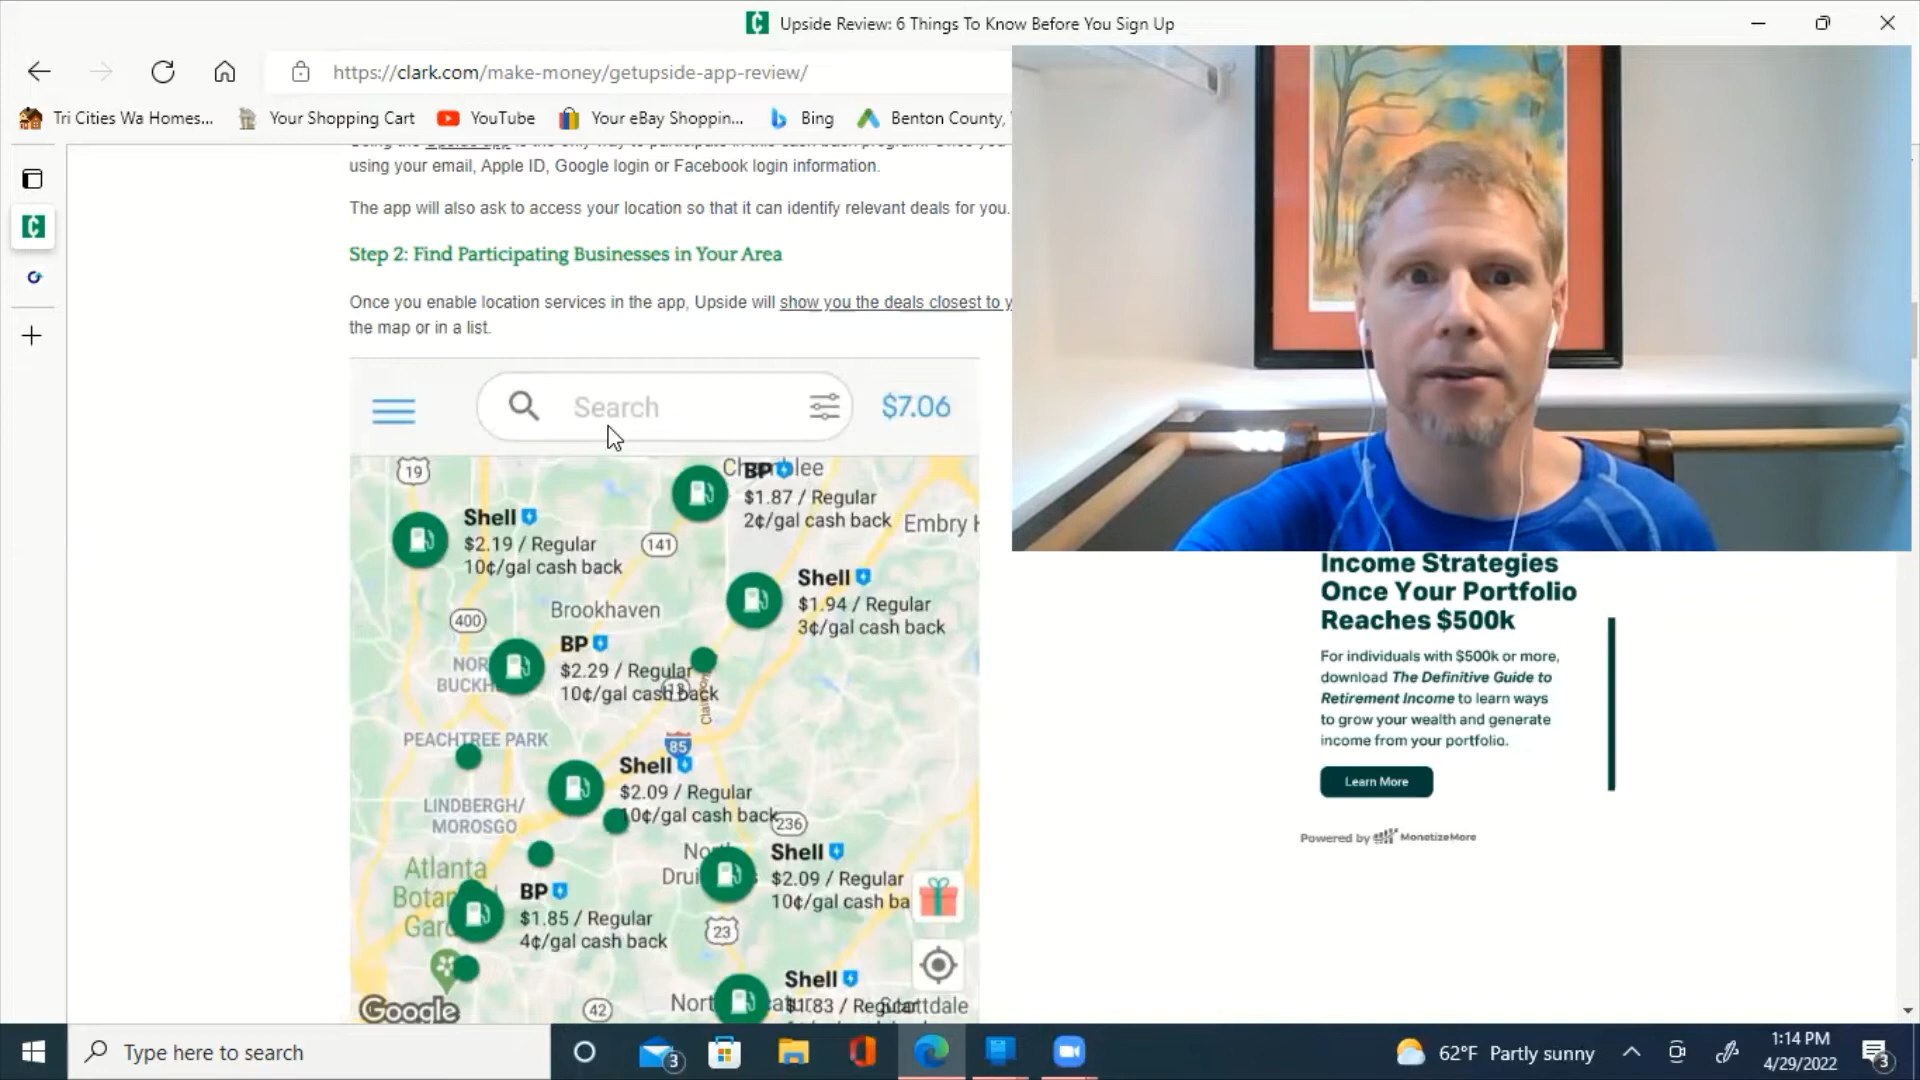 Upside Review: 6 Things To Know Before You Sign Up
https://clark.com/make-money/getupside-app-review/
Tri Cities Wa Homes...
Your Shopping Cart
YouTube
Your eBay Shoppin...
Bing
Benton County,
using your email, Apple ID, Google login or Facebook login information.
The app will also ask to access your location so that it can identify relevant deals for you.
Step 2: Find Participating Businesses in Your Area
Once you enable location services in the app, Upside will show you the deals closest to y
the map or in a list.
Search
$7.06
19
BP
$1.87 / Regular
2¢/gal cash back
Embry H
Shell
$2.19 / Regular
10¢/gal cash back
141
Shell
$1.94 / Regular
3¢/gal cash back
Brookhaven
400
BP
$2.29 / Regular
10¢/gal cash back
PEACHTREE PARK
85
Shell
$2.09 / Regular
10¢/gal cash back
LINDBERGH/
MOROSGO
236
Shell
$2.09 / Regular
10¢/gal cash ba
Atlanta
BP
$1.85 / Regular
4¢/gal cash back
23
Shell
42
Google
Income Strategies
Once Your Portfolio
Reaches $500k
For individuals with $500k or more,
download The Definitive Guide to
Retirement Income to learn ways
to grow your wealth and generate
income from your portfolio.
Learn More
Powered by MonetizeMore
Type here to search
3
62°F Partly sunny
1:14 PM
4/29/2022
3